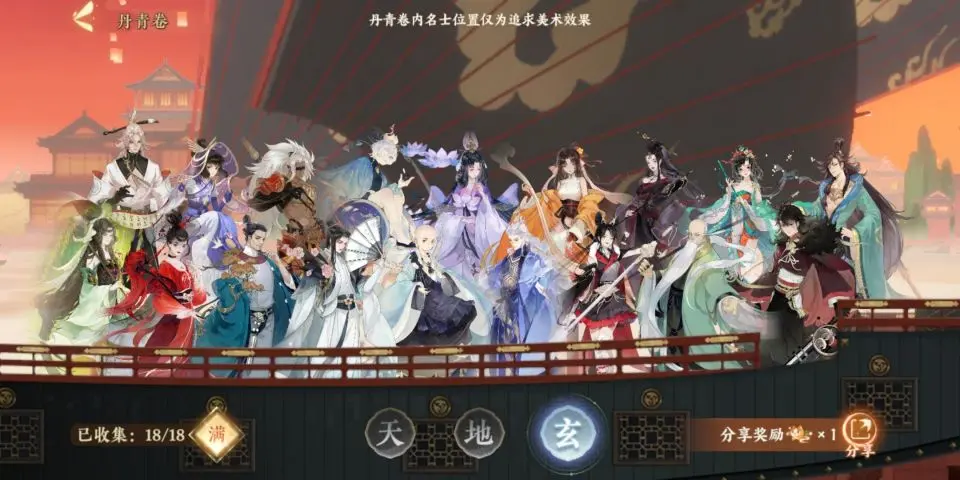 丹青卷
丹青卷内名士位置仅为追求美术效果
已收集：18/18
满
天
地
玄
分享奖励
×1
分享